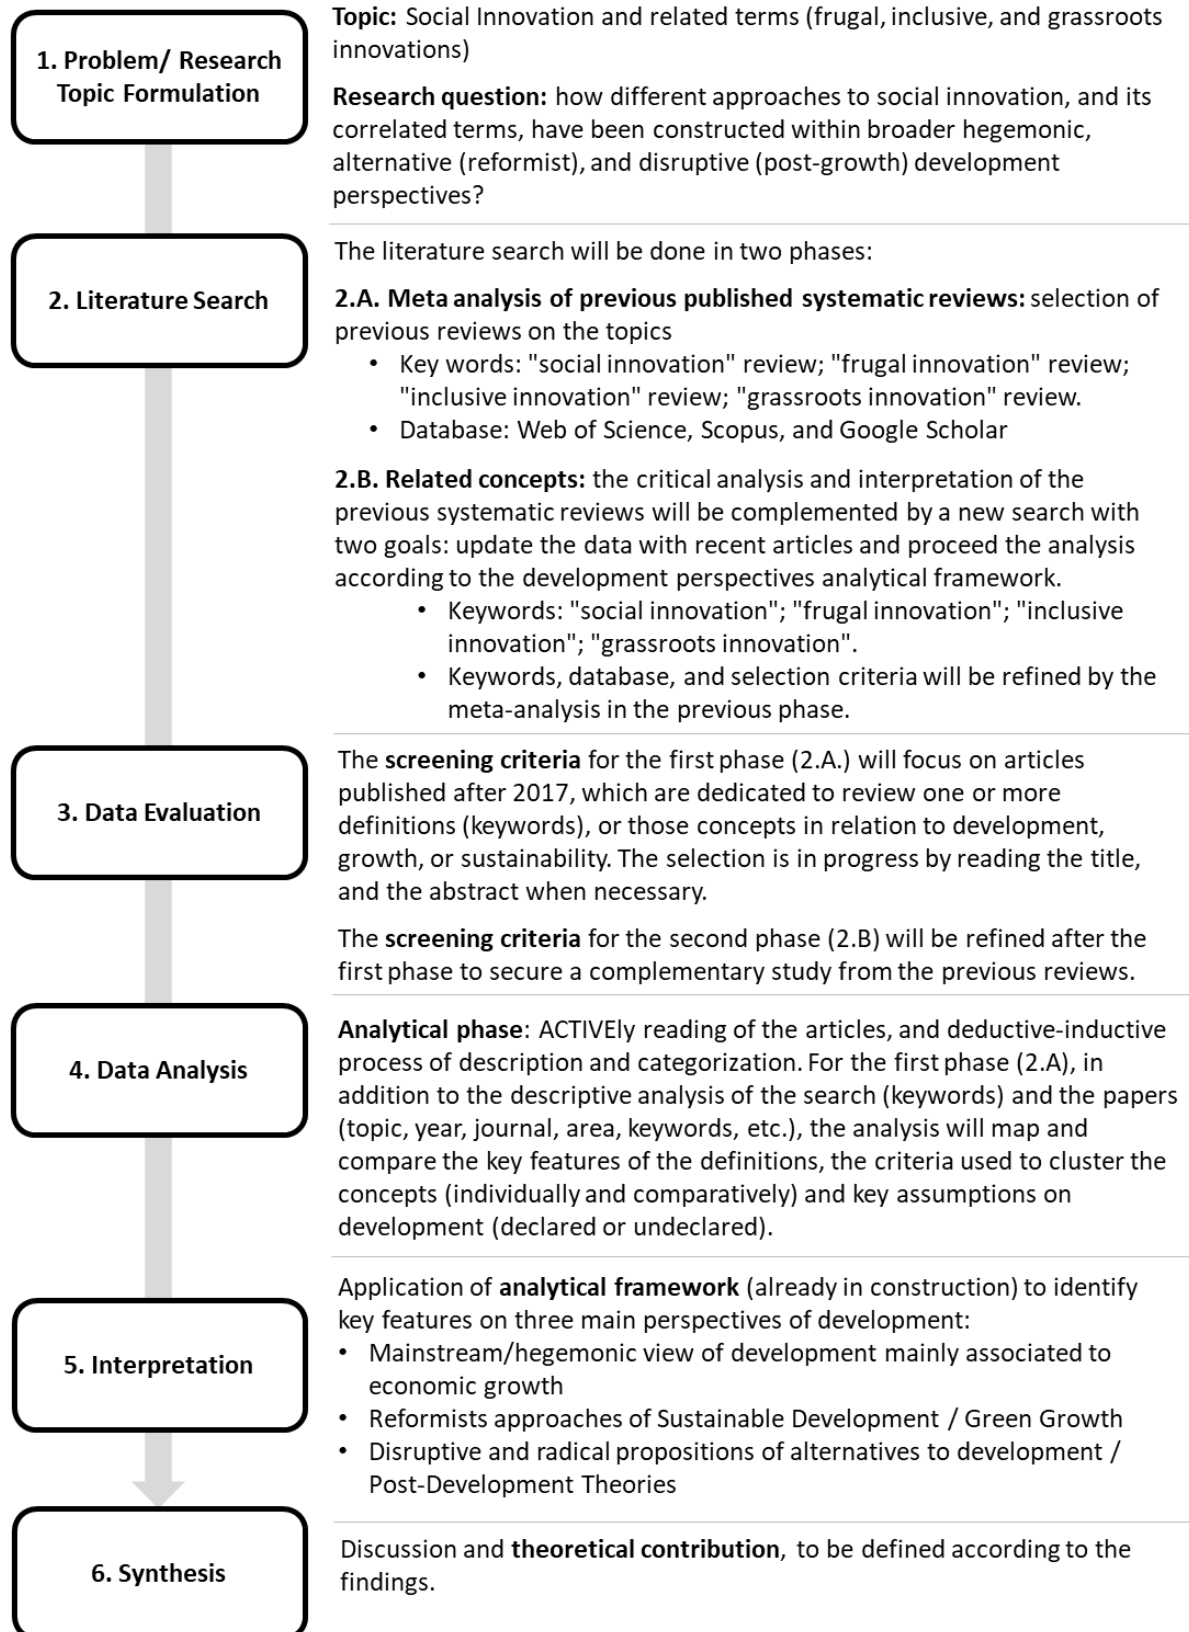 1. Problem/ Research
Topic Formulation
Topic: Social Innovation and related terms (frugal, inclusive, and grassroots
innovations)
Research question: how different approaches to social innovation, and its
correlated terms, have been constructed within broader hegemonic,
alternative (reformist), and disruptive (post-growth) development
perspectives?
2. Literature Search
The literature search will be done in two phases:
2.A. Meta analysis of previous published systematic reviews: selection of
previous reviews on the topics
• Key words: "social innovation" review; "frugal innovation" review;
"inclusive innovation" review; "grassroots innovation" review.
• Database: Web of Science, Scopus, and Google Scholar
2.B. Related concepts: the critical analysis and interpretation of the
previous systematic reviews will be complemented by a new search with
two goals: update the data with recent articles and proceed the analysis
according to the development perspectives analytical framework.
• Keywords: "social innovation"; "frugal innovation"; "inclusive
innovation"; "grassroots innovation".
• Keywords, database, and selection criteria will be refined by the
meta-analysis in the previous phase.
3. Data Evaluation
The screening criteria for the first phase (2.A.) will focus on articles
published after 2017, which are dedicated to review one or more
definitions (keywords), or those concepts in relation to development,
growth, or sustainability. The selection is in progress by reading the title,
and the abstract when necessary.
The screening criteria for the second phase (2.B) will be refined after the
first phase to secure a complementary study from the previous reviews.
4. Data Analysis
Analytical phase: ACTIVEly reading of the articles, and deductive-inductive
process of description and categorization. For the first phase (2.A), in
addition to the descriptive analysis of the search (keywords) and the papers
(topic, year, journal, area, keywords, etc.), the analysis will map and
compare the key features of the definitions, the criteria used to cluster the
concepts (individually and comparatively) and key assumptions on
development (declared or undeclared).
5. Interpretation
Application of analytical framework (already in construction) to identify
key features on three main perspectives of development:
• Mainstream/hegemonic view of development mainly associated to
economic growth
• Reformists approaches of Sustainable Development / Green Growth
• Disruptive and radical propositions of alternatives to development /
Post-Development Theories
6. Synthesis
Discussion and theoretical contribution, to be defined according to the
findings.